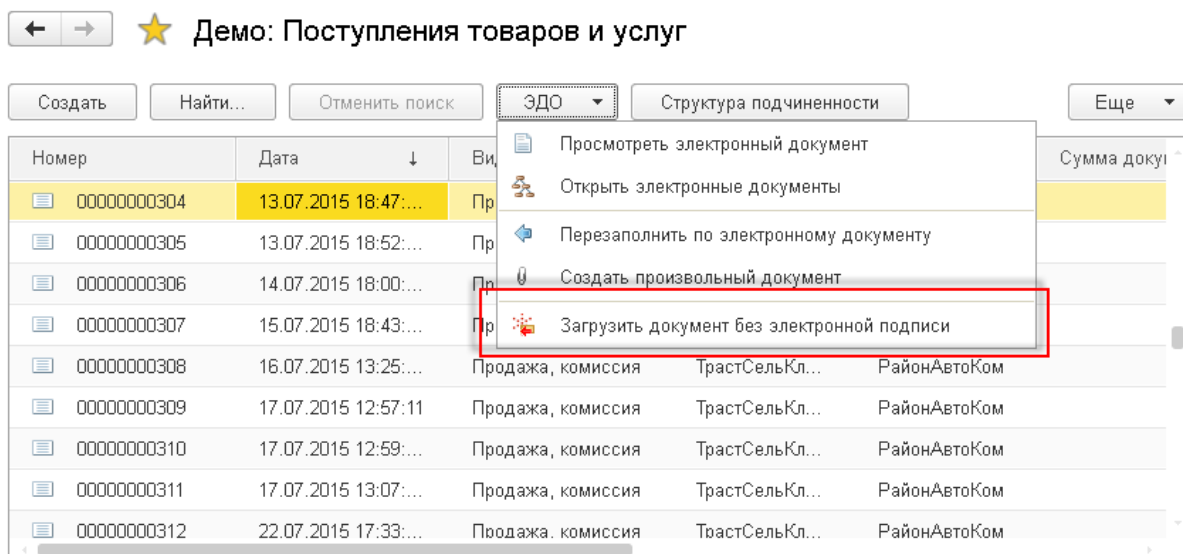 Демо: Поступления товаров и услуг
Создать Найти... Отменить поиск ЭДО Структура подчиненности Еще
Номер Дата ↓ Ви Сумма доку
Просмотреть электронный документ
Открыть электронные документы
Перезаполнить по электронному документу
Создать произвольный документ
Загрузить документ без электронной подписи
00000000304 13.07.2015 18:47:... Пр
00000000305 13.07.2015 18:52:... Пр
00000000306 14.07.2015 18:00:... Пр
00000000307 15.07.2015 18:43:... Пр
00000000308 16.07.2015 13:25:... Продажа, комиссия ТрастСельКл... РайонАвтоКом
00000000309 17.07.2015 12:57:11 Продажа, комиссия ТрастСельКл... РайонАвтоКом
00000000310 17.07.2015 12:59:... Продажа, комиссия ТрастСельКл... РайонАвтоКом
00000000311 17.07.2015 13:07:... Продажа, комиссия ТрастСельКл... РайонАвтоКом
00000000312 22.07.2015 17:33:... Продажа, комиссия ТрастСельКл... РайонАвтоКом